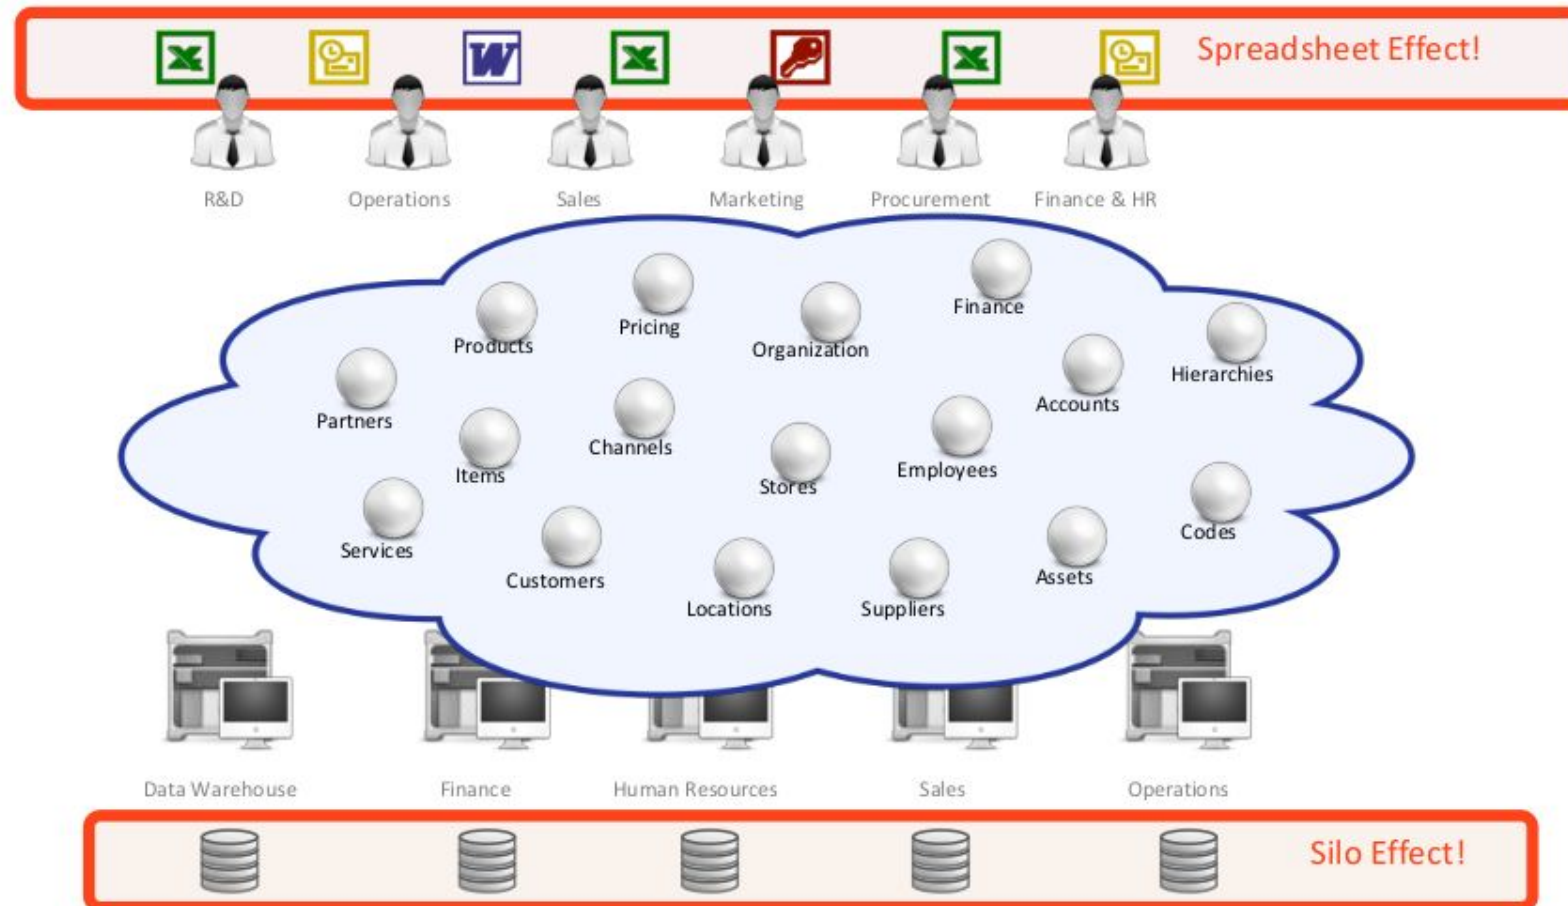 Spreadsheet Effect!
W
R&D
Operations
Sales
Marketing
Procurement
Finance & HR
Finance
Pricing
Products
Organization
Hierarchies
Accounts
Partners
Channels
Employees
Items
Stores
Codes
Services
Customers
Assets
Locations
Suppliers
Data Warehouse
Finance
Human Resources
Sales
Operations
Silo Effect!